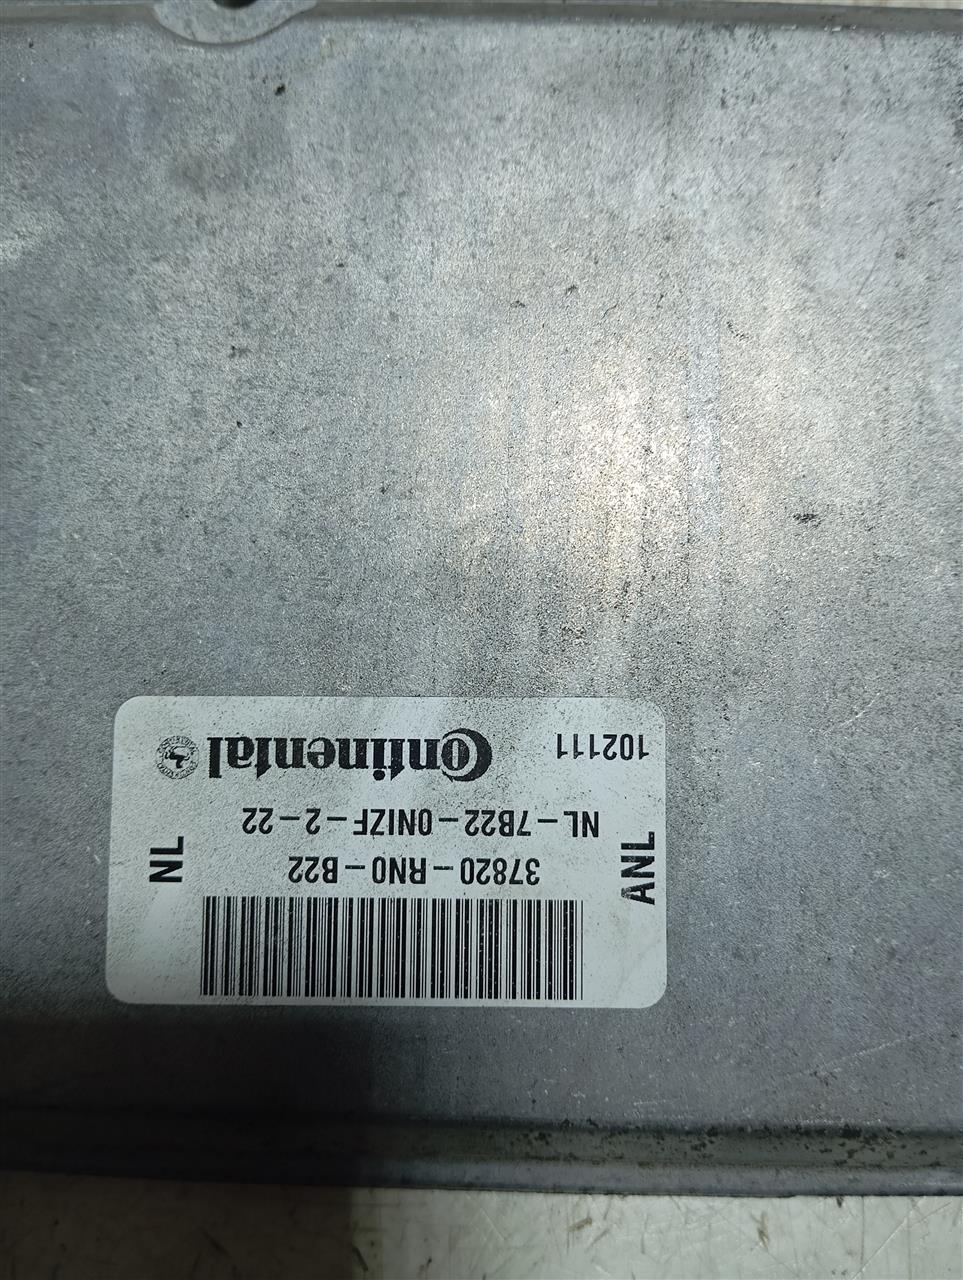 102111
Continental
NL-7B22-0NIZF-2-22
37820-RN0-B22
ANL
NL